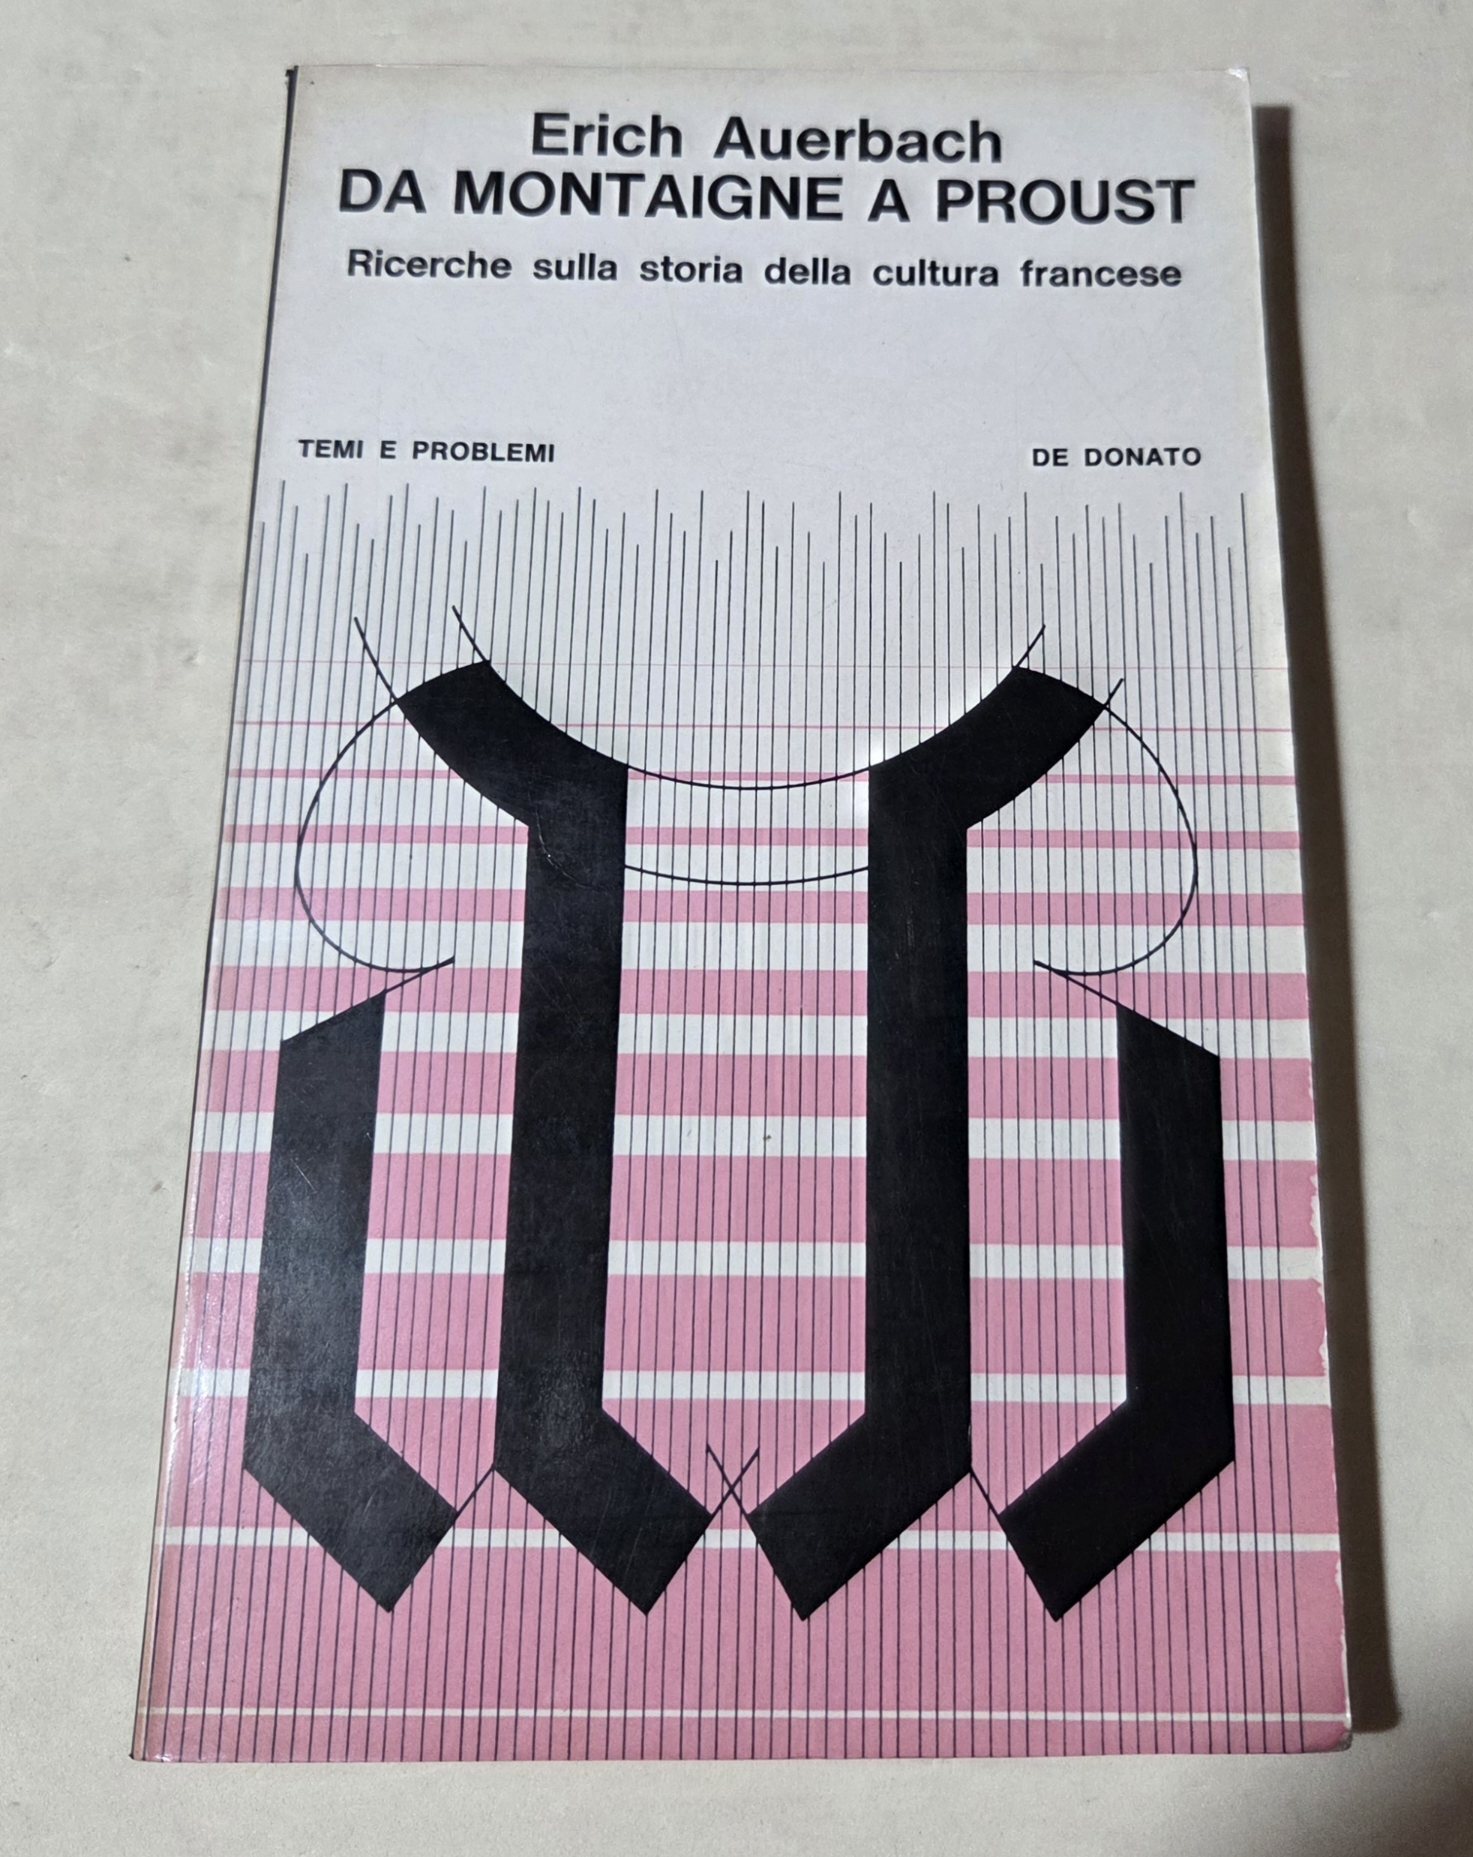 Erich Auerbach
DA MONTAIGNE A PROUST
Ricerche sulla storia della cultura francese
TEMI E PROBLEMI
DE DONATO